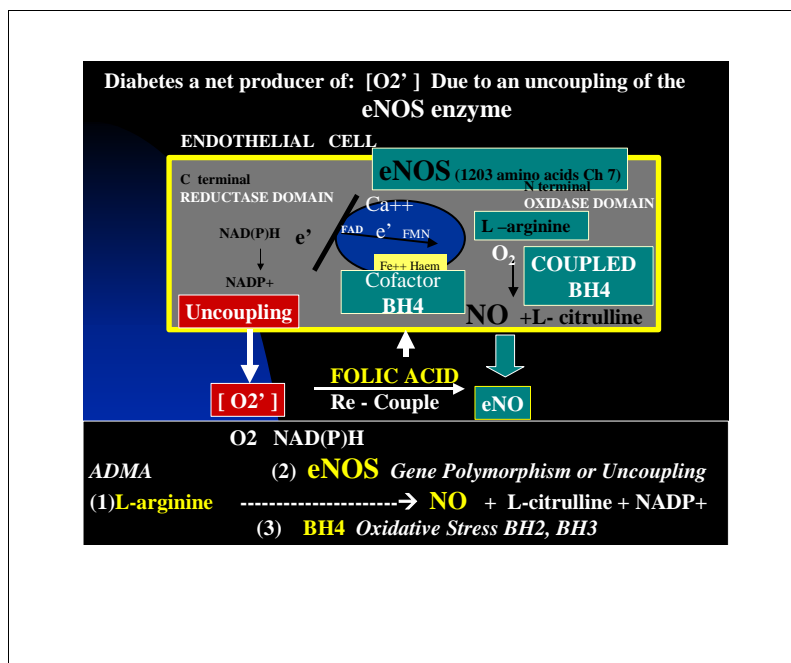 Diabetes a net producer of: [O2’ ] Due to an uncoupling of the
eNOS enzyme
ENDOTHELIAL CELL
eNOS (1203 amino acids Ch 7)
C terminal
REDUCTASE DOMAIN
N terminal
OXIDASE DOMAIN
Ca++
L –arginine
NAD(P)H e’ FAD e’ FMN
O2
Fe++ Haem
COUPLED
BH4
NADP+
Cofactor
BH4
Uncoupling
NO +L- citrulline
FOLIC ACID
[ O2’ ] Re - Couple eNO
O2 NAD(P)H
ADMA (2) eNOS Gene Polymorphism or Uncoupling
(1)L-arginine ----------------------→ NO + L-citrulline + NADP+
(3) BH4 Oxidative Stress BH2, BH3